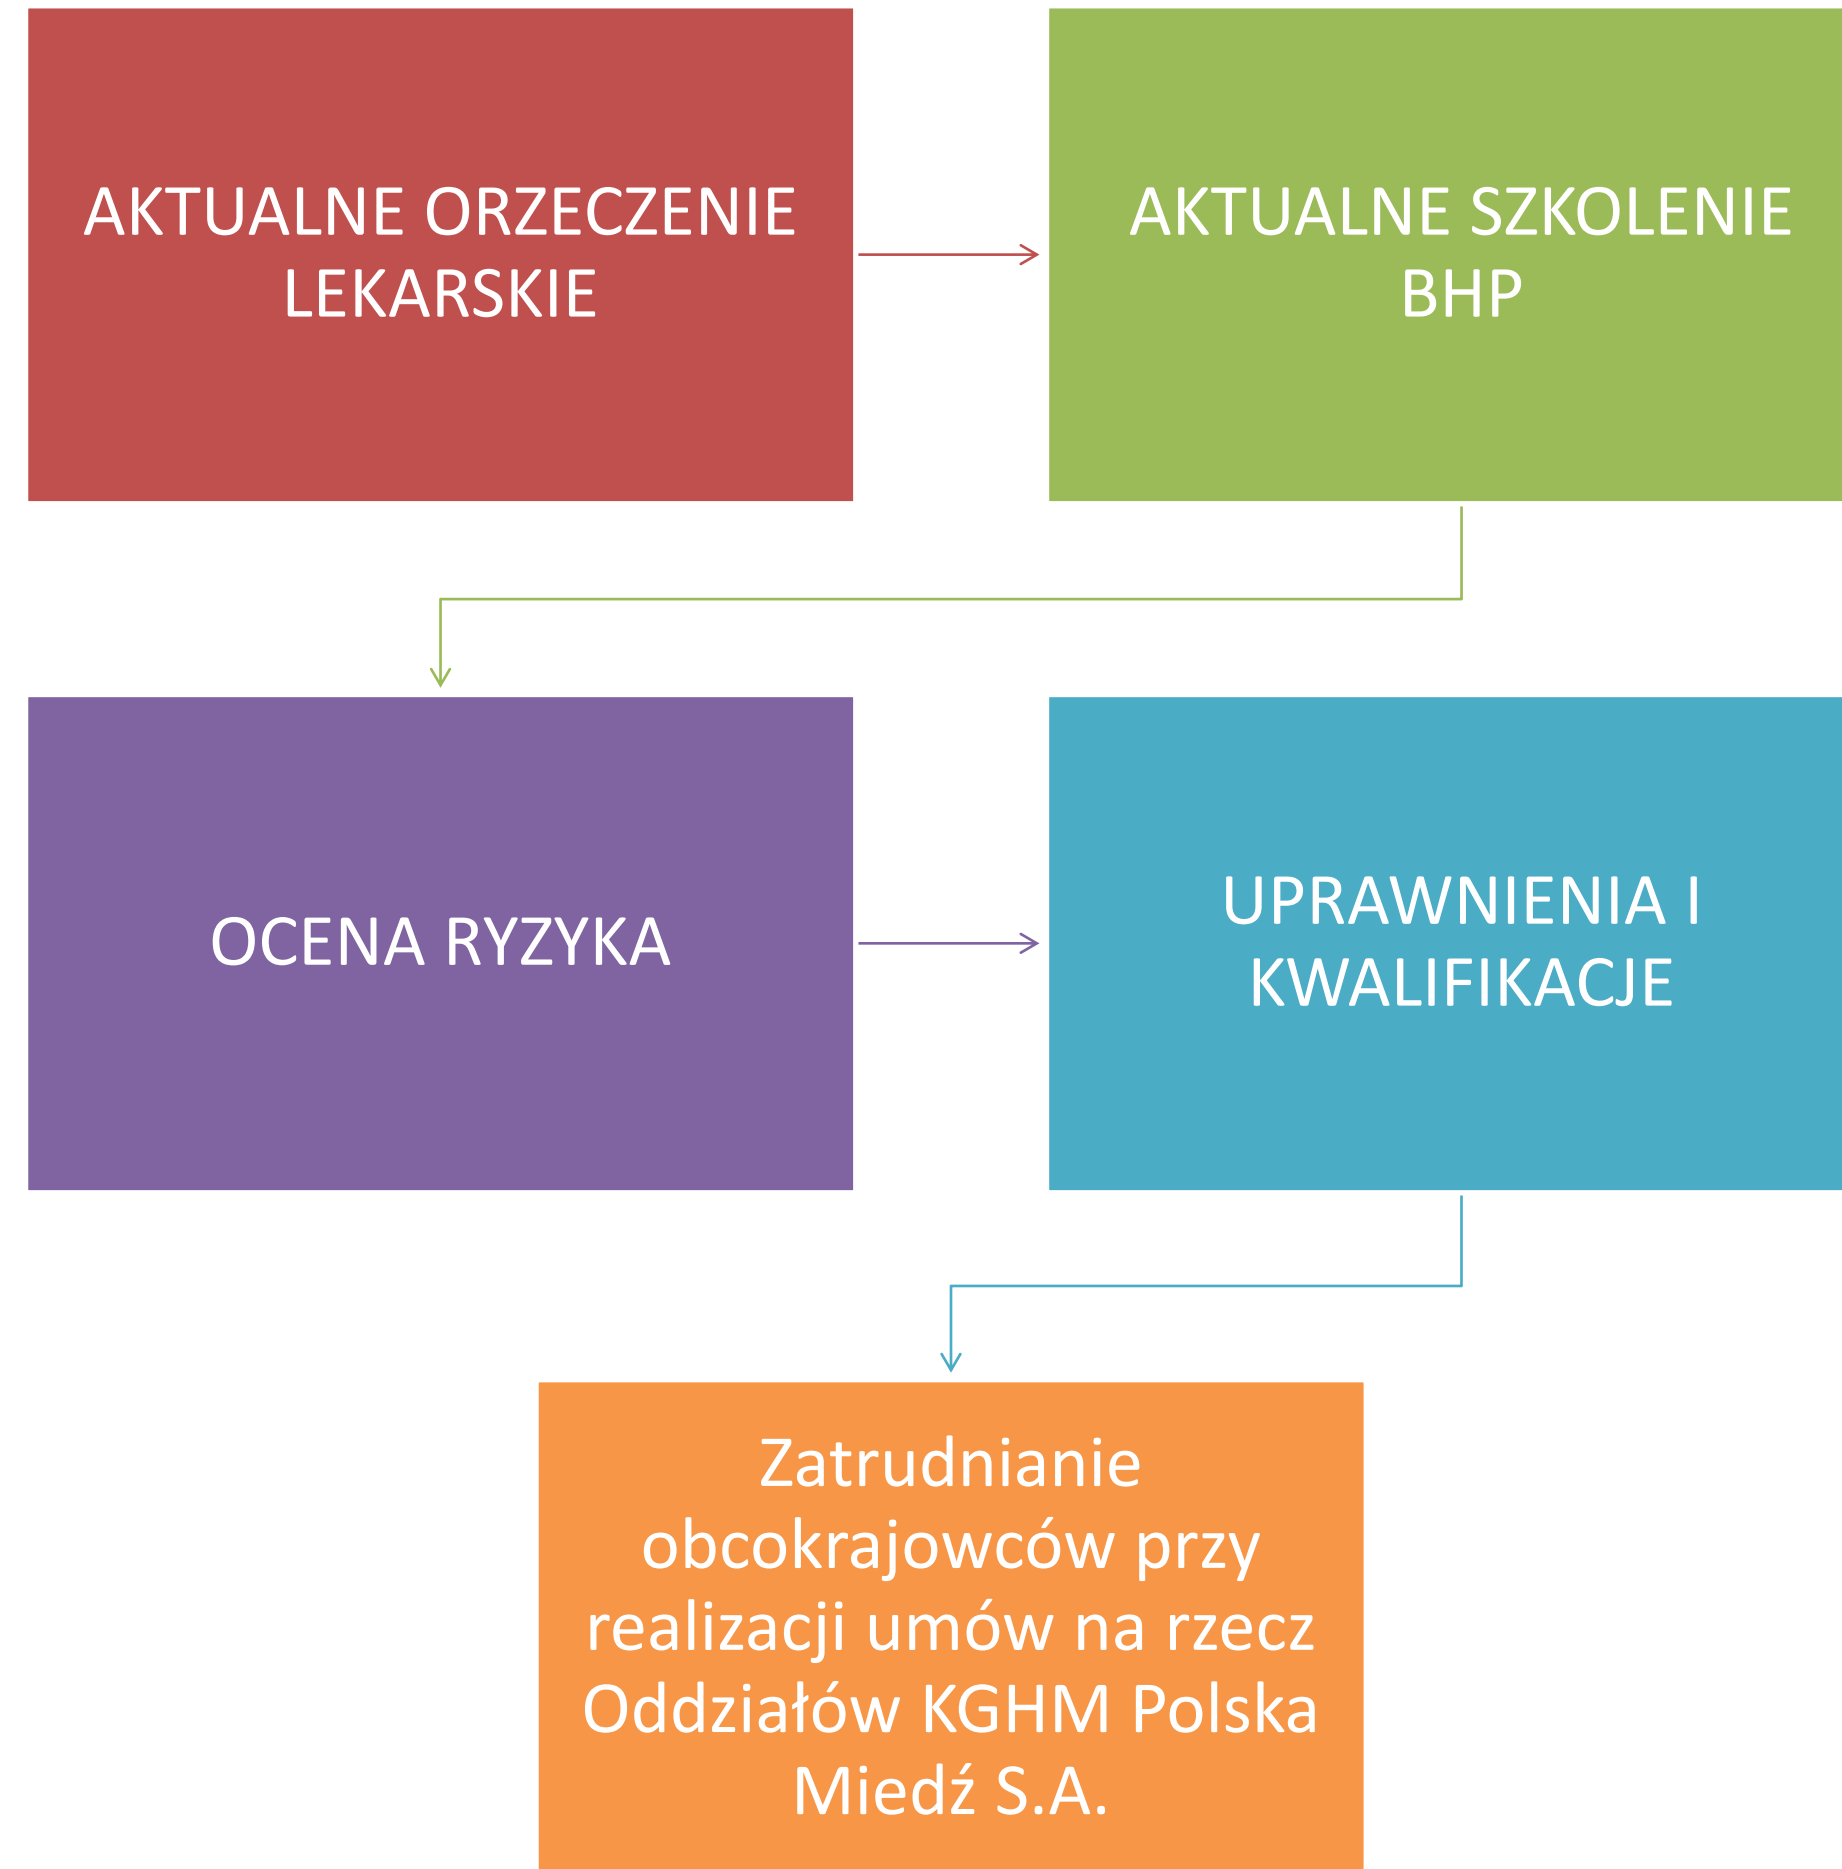 AKTUALNE ORZECZENIE
LEKARSKIE
AKTUALNE SZKOLENIE
BHP
OCENA RYZYKA
UPRAWNIENIA I
KWALIFIKACJE
Zatrudnianie
obcokrajowców przy
realizacji umów na rzecz
Oddziałów KGHM Polska
Miedź S.A.